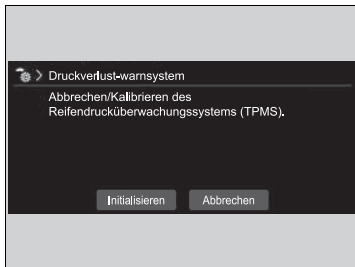 Druckverlust-warnsystem
Abbrechen/Kalibrieren des
Reifendrucküberwachungssystems (TPMS).
Initialisieren Abbrechen